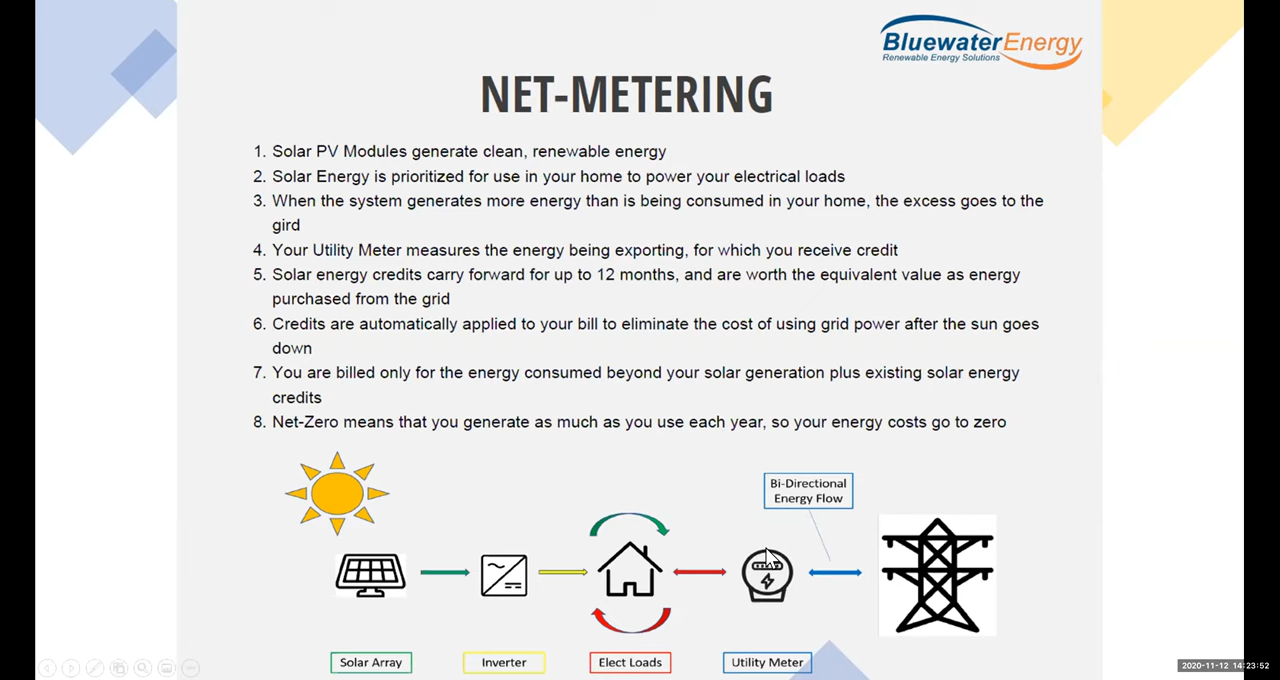 BluewaterEnergy
Renewable Energy Solutions
NET-METERING
1. Solar PV Modules generate clean, renewable energy
2. Solar Energy is prioritized for use in your home to power your electrical loads
3. When the system generates more energy than is being consumed in your home, the excess goes to the
gird
4. Your Utility Meter measures the energy being exporting, for which you receive credit
5. Solar energy credits carry forward for up to 12 months, and are worth the equivalent value as energy
purchased from the grid
6. Credits are automatically applied to your bill to eliminate the cost of using grid power after the sun goes
down
7. You are billed only for the energy consumed beyond your solar generation plus existing solar energy
credits
8. Net-Zero means that you generate as much as you use each year, so your energy costs go to zero
Bi-Directional
Energy Flow
Solar Array
Inverter
Elect Loads
Utility Meter
2020-11-12 14:23:52